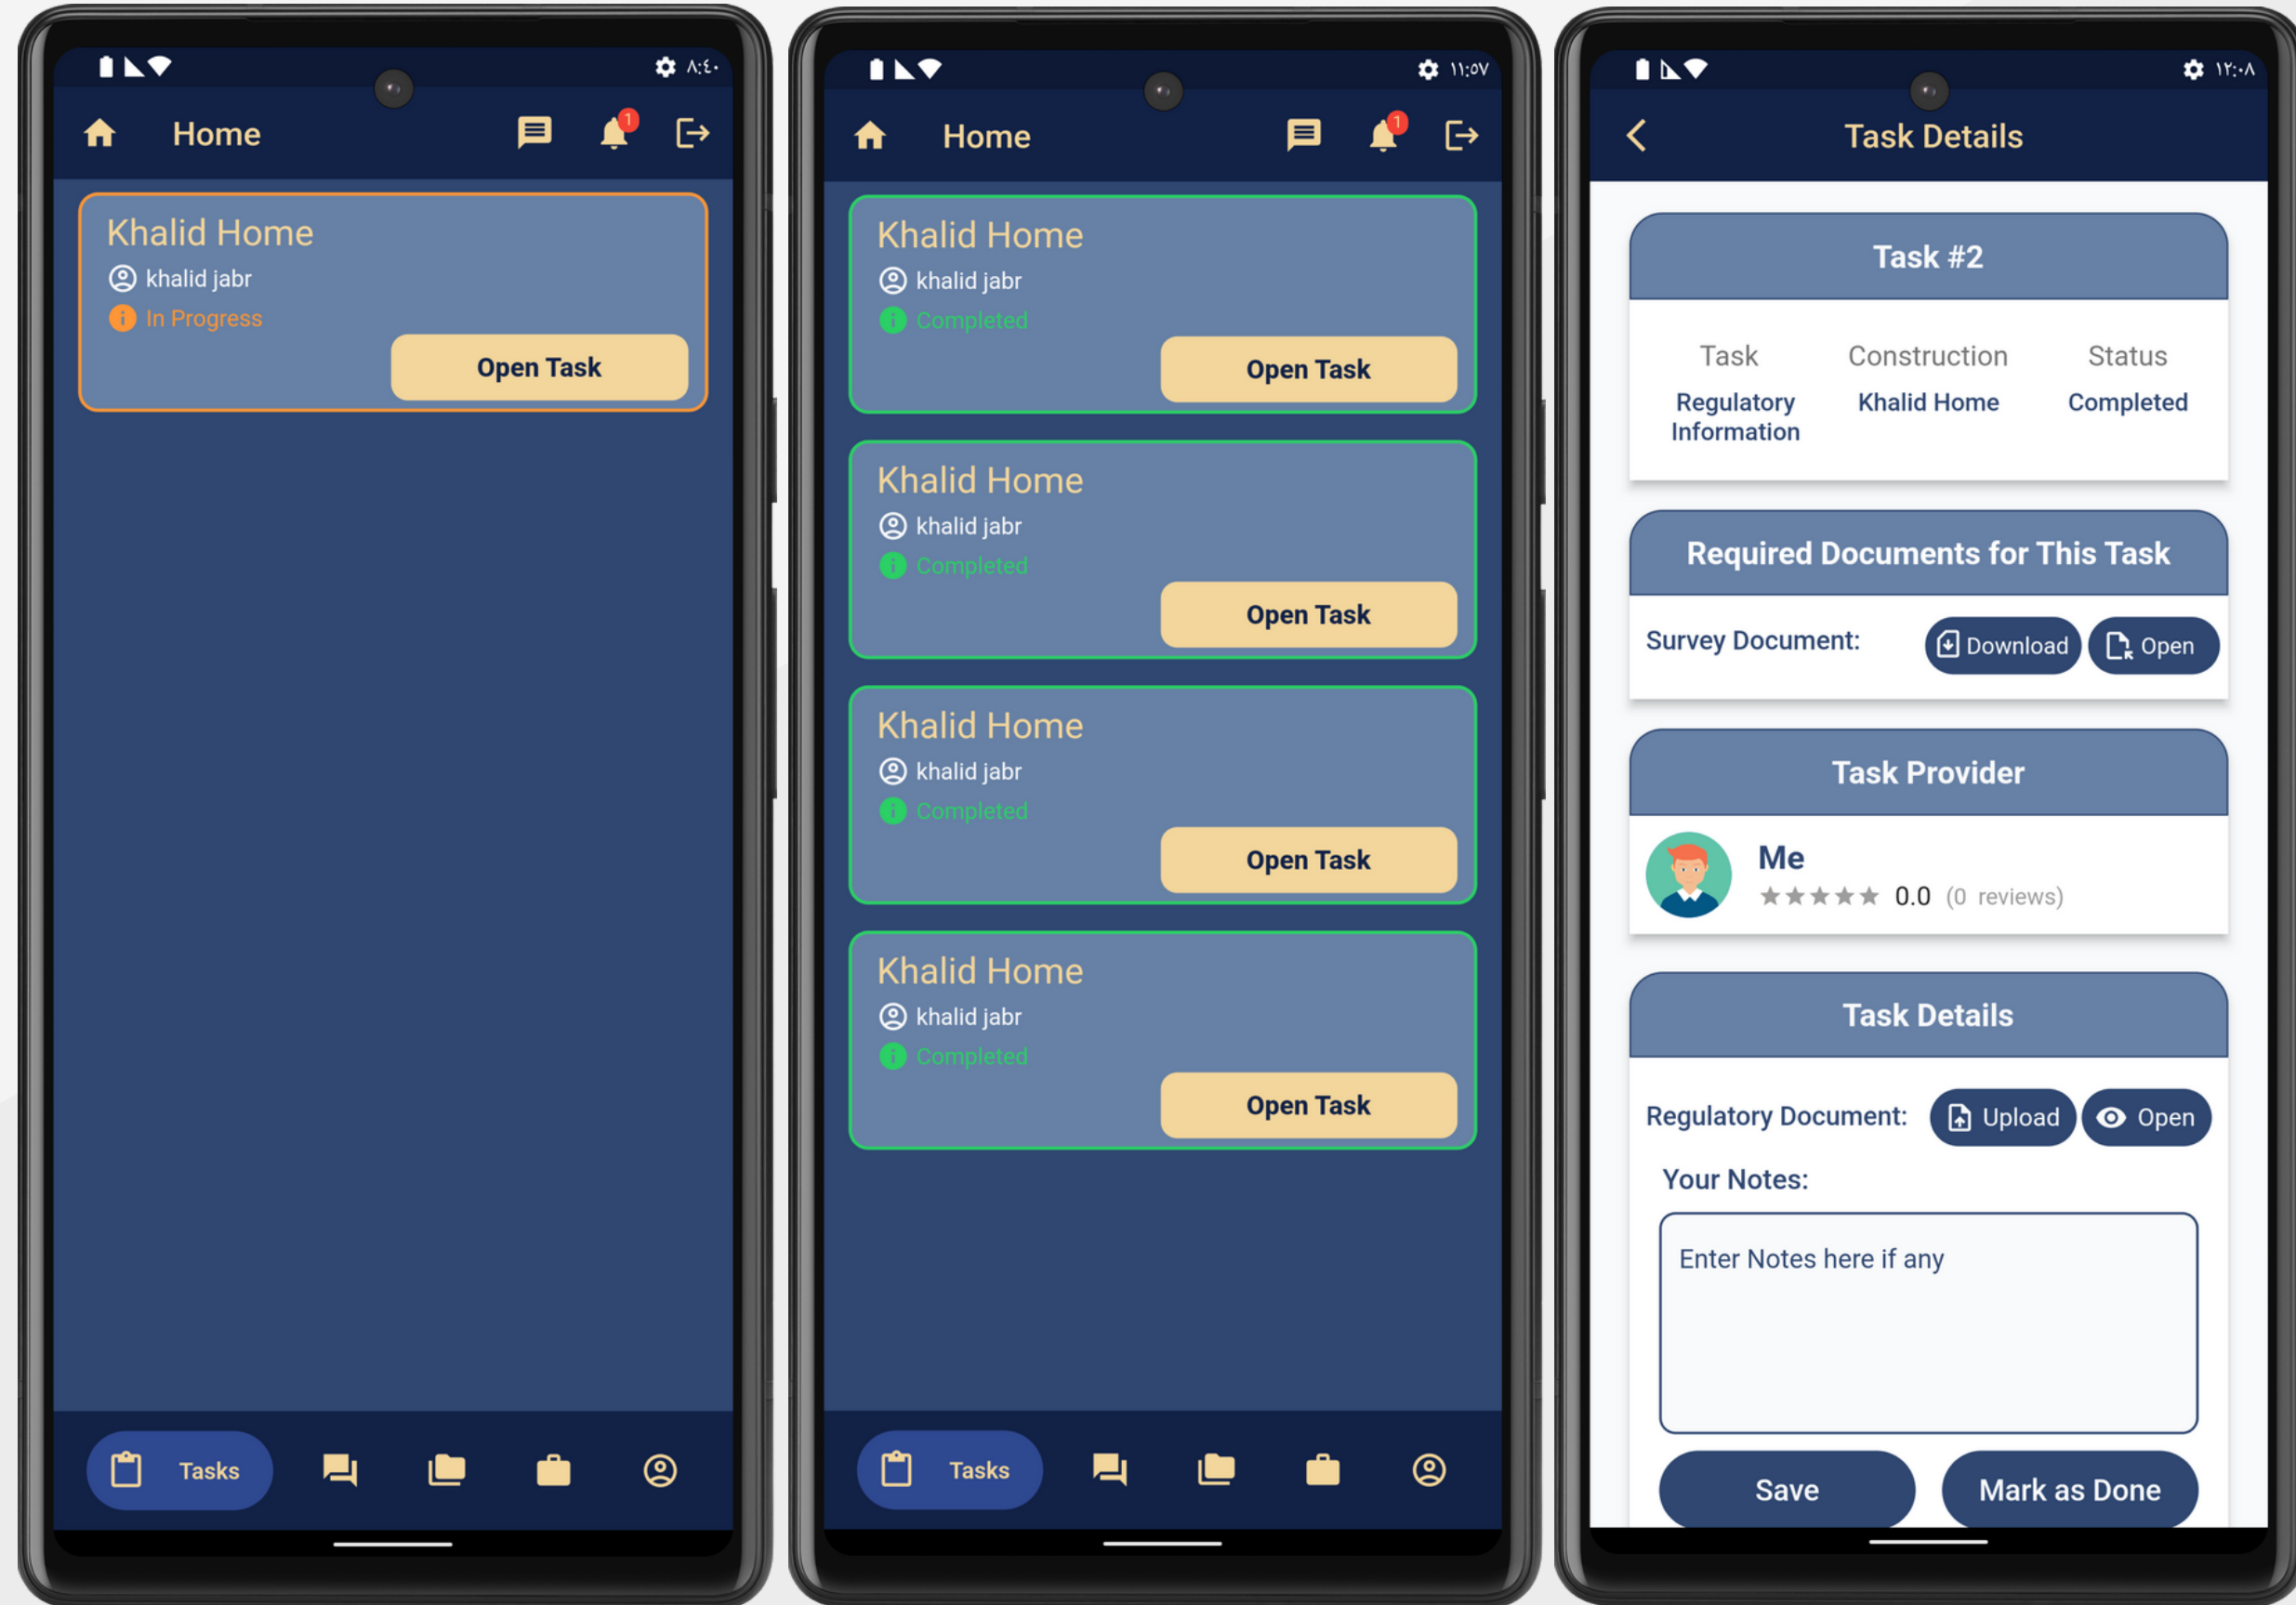 ٨:٤٠
Home
1
Khalid Home
khalid jabr
In Progress
Open Task
Tasks
١١:٥٧
Home
1
Khalid Home
khalid jabr
Completed
Open Task
Khalid Home
khalid jabr
Completed
Open Task
Khalid Home
khalid jabr
Completed
Open Task
Khalid Home
khalid jabr
Completed
Open Task
Tasks
١٢:٠٨
Task Details
Task #2
Task Construction Status
Regulatory Khalid Home Completed
Information
Required Documents for This Task
Survey Document: Download Open
Task Provider
Me
0.0 (0 reviews)
Task Details
Regulatory Document: Upload Open
Your Notes:
Enter Notes here if any
Save Mark as Done